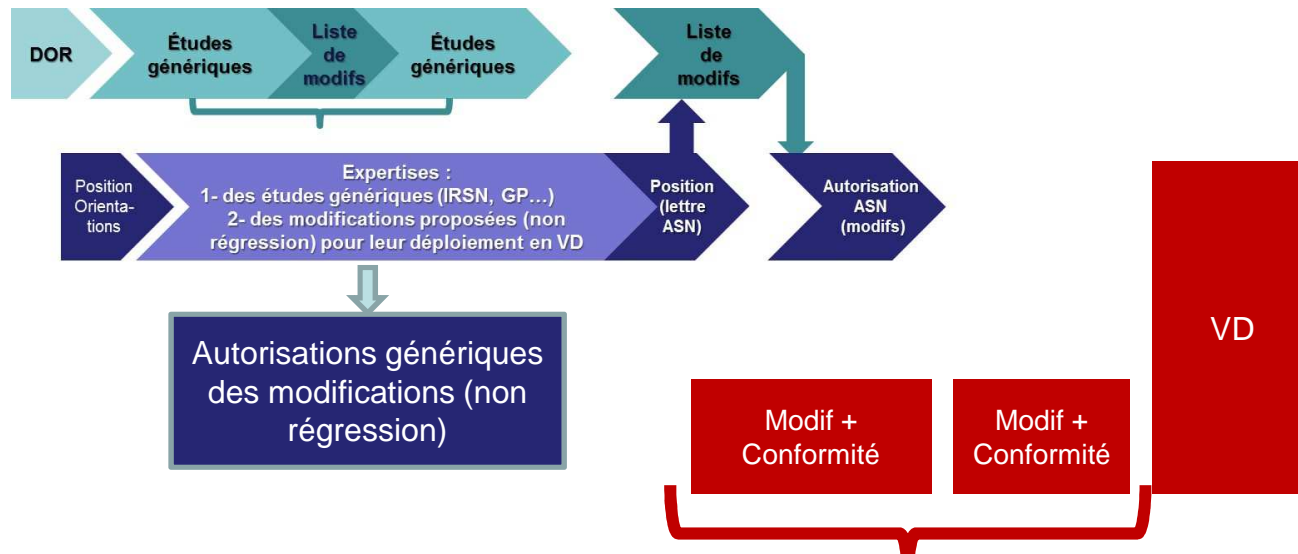 DOR
Études
génériques
Liste
de
modifs
Études
génériques
Liste
de
modifs
Position
Orienta-
tions
Expertises :
1- des études génériques (IRSN, GP…)
2- des modifications proposées (non
régression) pour leur déploiement en VD
Position
(lettre
ASN)
Autorisation
ASN
(modifs)
Autorisations génériques
des modifications (non
régression)
Modif +
Conformité
Modif +
Conformité
VD